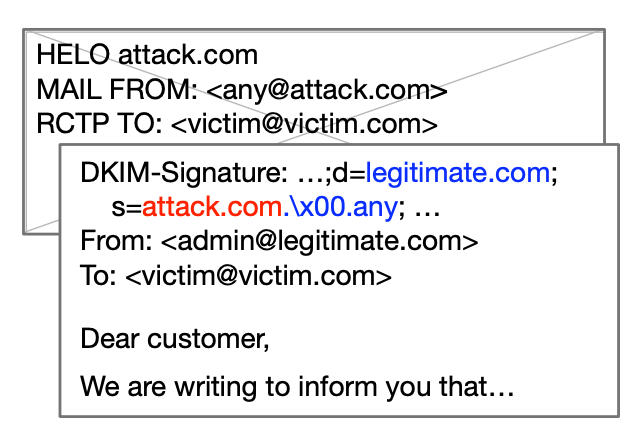 HELO attack.com
MAIL FROM: <any@attack.com>
RCTP TO: <victim@victim.com>
DKIM-Signature: …;d=legitimate.com;
s=attack.com.\x00.any; …
From: <admin@legitimate.com>
To: <victim@victim.com>
Dear customer,
We are writing to inform you that…